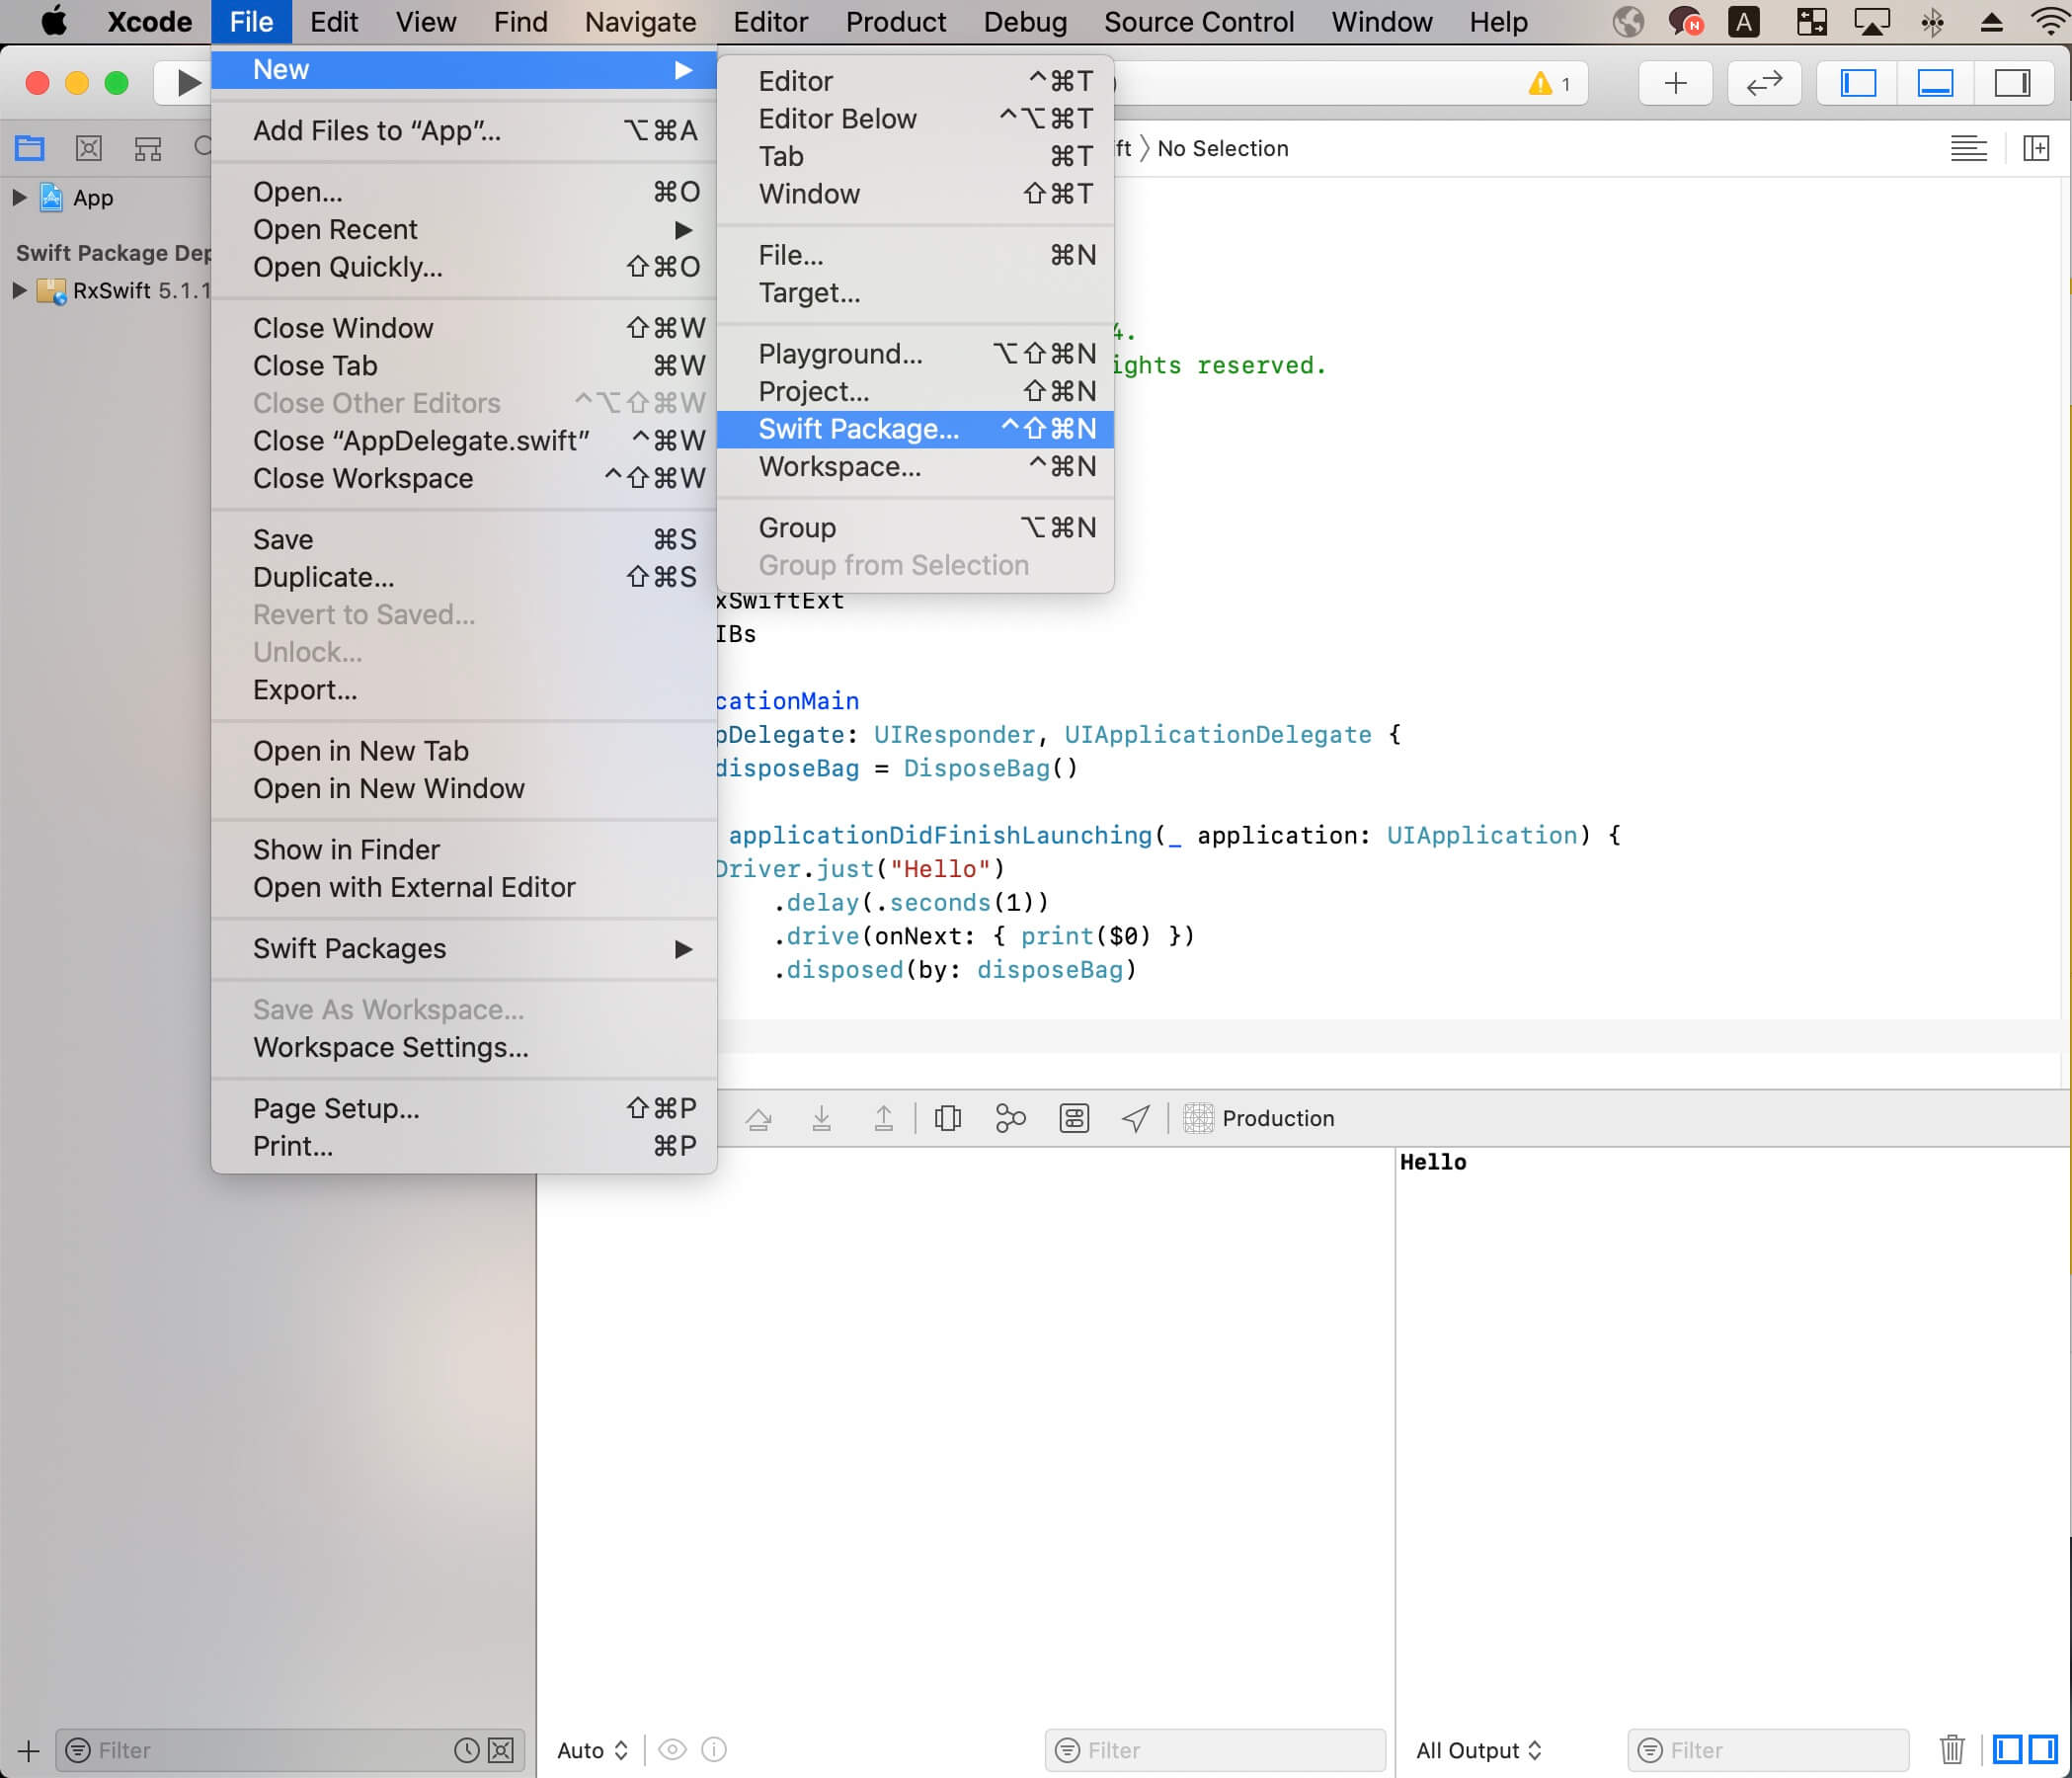 Xcode File Edit View Find Navigate Editor Product Debug Source Control Window Help N A
1
ft 〉 No Selection
App
Swift Package Dep
RxSwift 5.1.1
New ▶
Add Files to “App”... ⌥⌘A
Open... ⌘O
Open Recent ▶
Open Quickly... ⇧⌘O
Close Window ⇧⌘W
Close Tab ⌘W
Close Other Editors ^⌥⇧⌘W
Close “AppDelegate.swift” ^⌘W
Close Workspace ^⇧⌘W
Save ⌘S
Duplicate... ⇧⌘S
Revert to Saved...
Unlock...
Export...
Open in New Tab
Open in New Window
Show in Finder
Open with External Editor
Swift Packages ▶
Save As Workspace...
Workspace Settings...
Page Setup... ⇧⌘P
Print... ⌘P
Editor ^⌘T
Editor Below ^⌥⌘T
Tab ⌘T
Window ⇧⌘T
File... ⌘N
Target...
Playground... ⌥⇧⌘N
Project... ⇧⌘N
Swift Package... ^⇧⌘N
Workspace... ^⌘N
Group ⌥⌘N
Group from Selection
4.
ights reserved.
xSwiftExt
IBs
cationMain
pDelegate: UIResponder, UIApplicationDelegate {
disposeBag = DisposeBag()
applicationDidFinishLaunching(_ application: UIApplication) {
Driver.just("Hello")
.delay(.seconds(1))
.drive(onNext: { print($0) })
.disposed(by: disposeBag)
Production
Hello
Filter
Auto
Filter
All Output
Filter